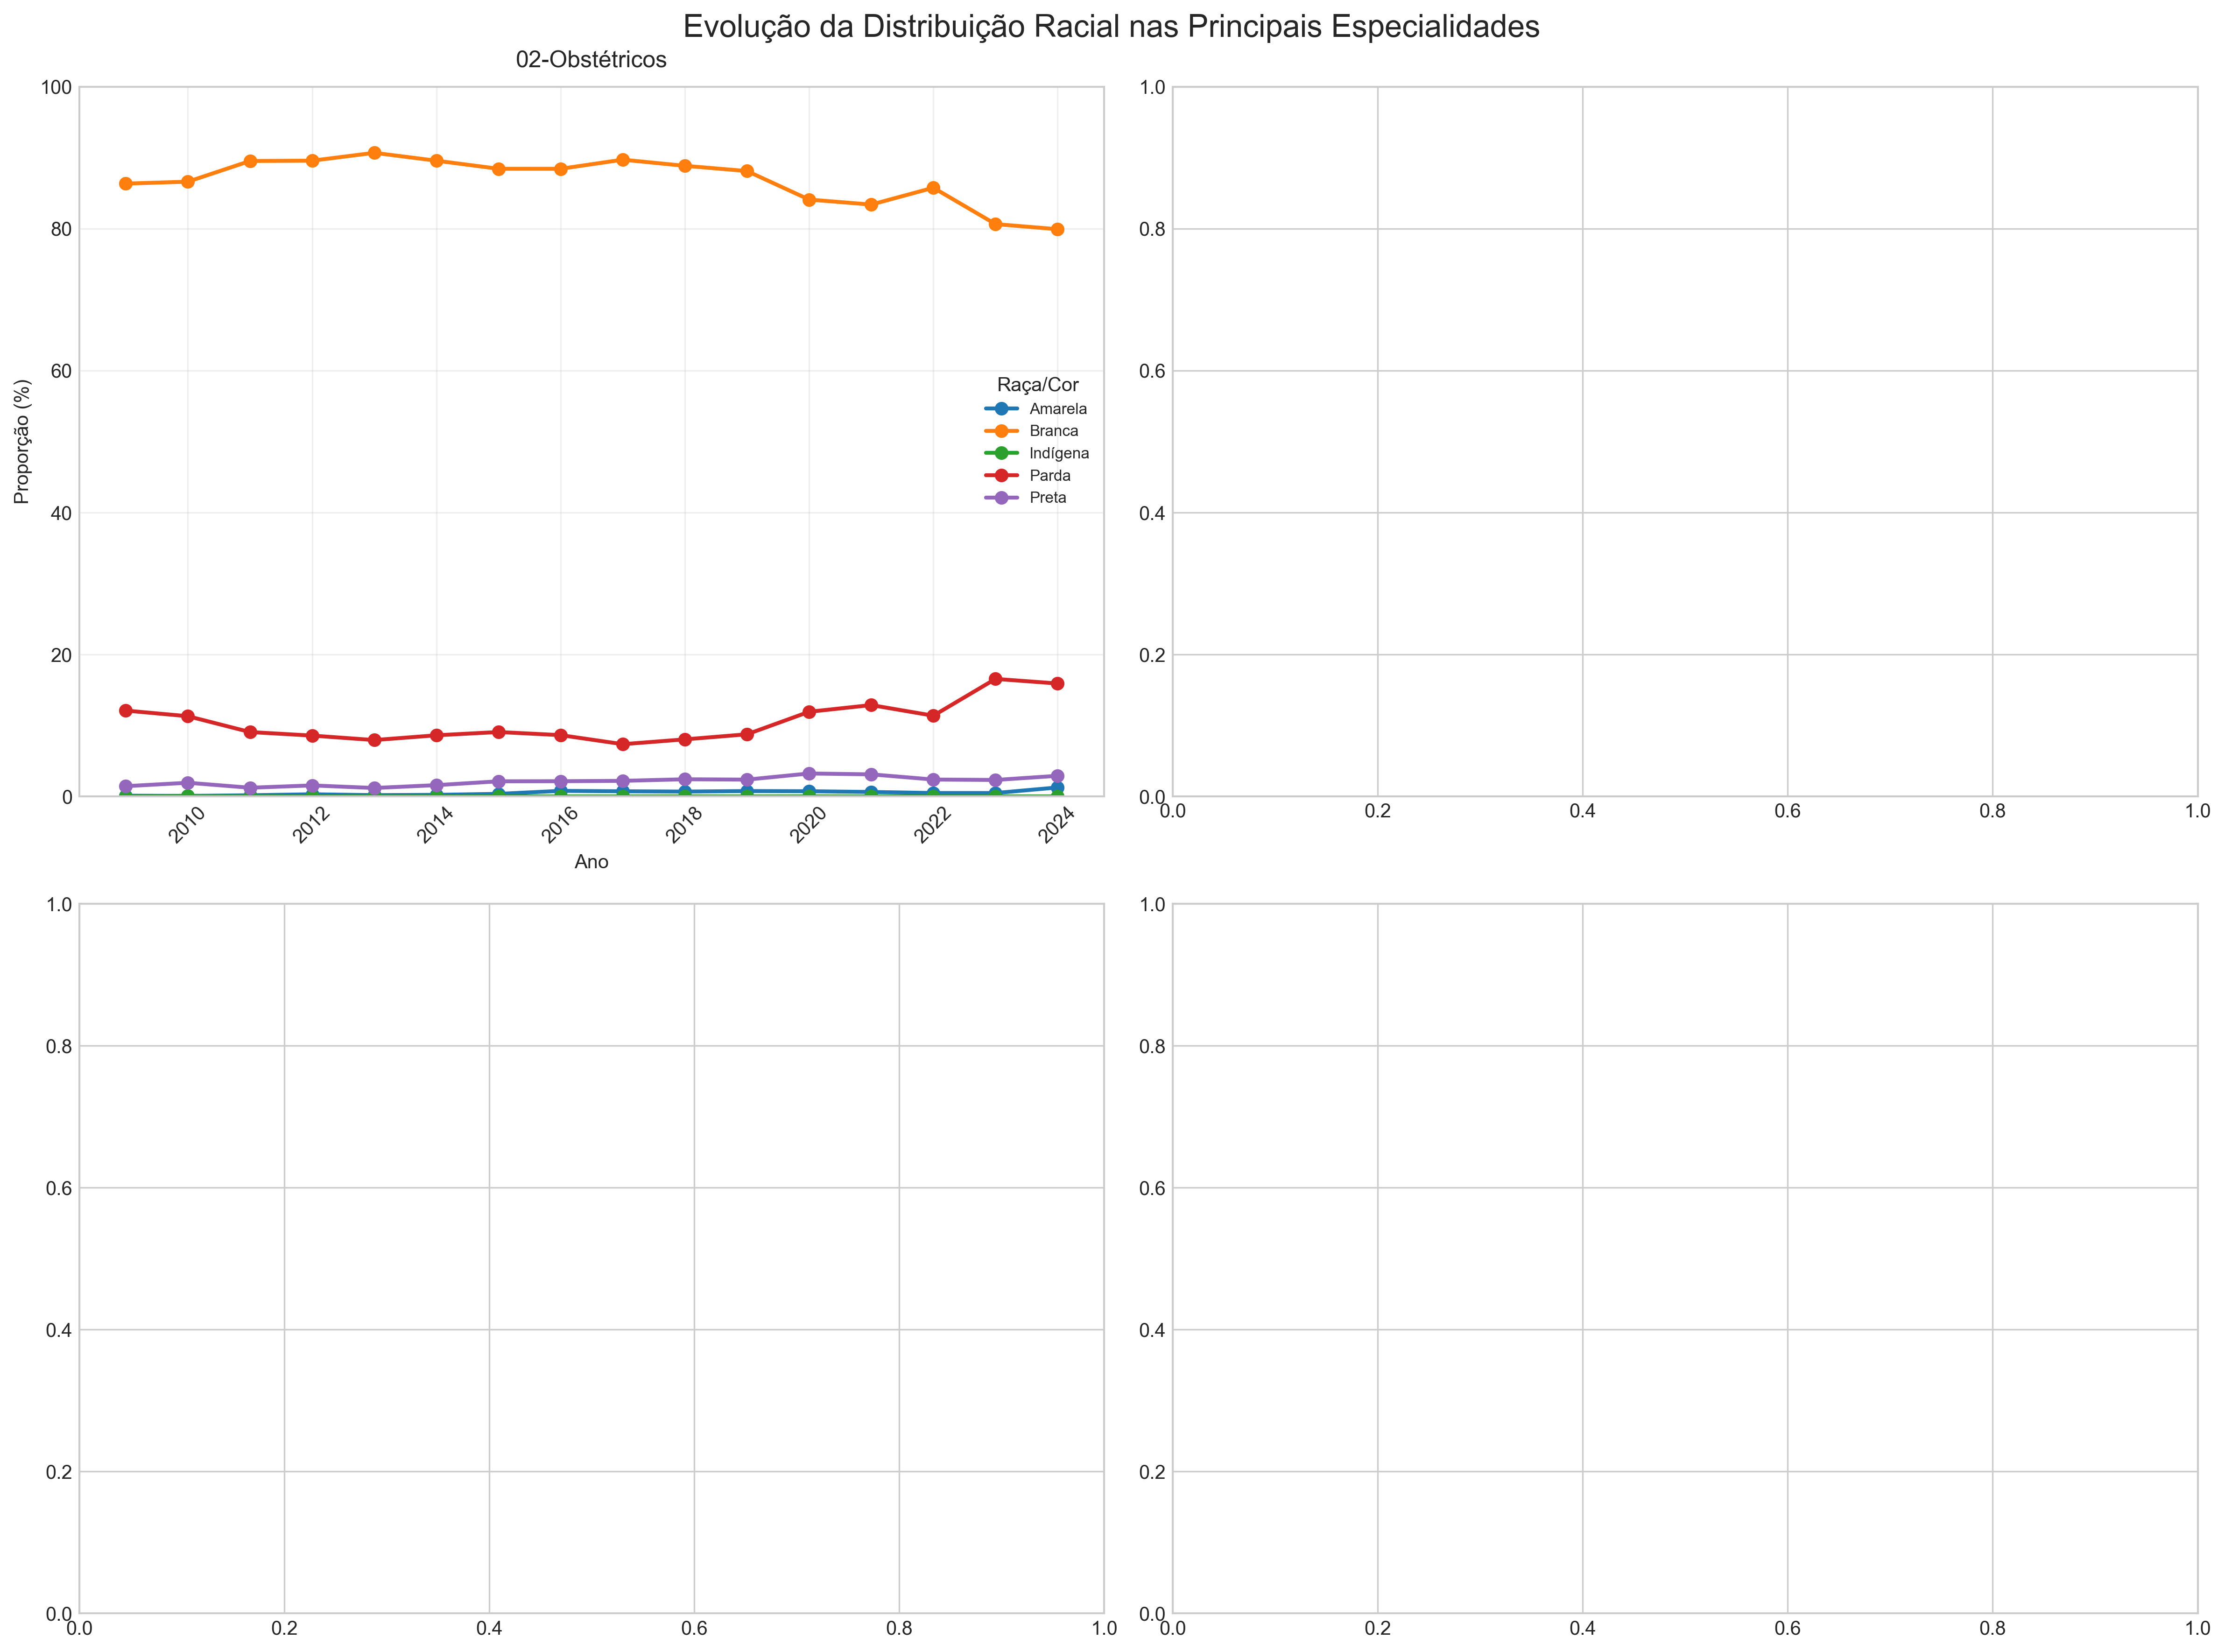 Evolução da Distribuição Racial nas Principais Especialidades
02-Obstétricos
100
80
60
40
20
0
Proporção (%)
Raça/Cor
Amarela
Branca
Indígena
Parda
Preta
2010
2012
2014
2016
2018
2020
2022
2024
Ano
1.0
0.8
0.6
0.4
0.2
0.0
0.0 0.2 0.4 0.6 0.8 1.0
1.0
0.8
0.6
0.4
0.2
0.0
0.0 0.2 0.4 0.6 0.8 1.0
1.0
0.8
0.6
0.4
0.2
0.0
0.0 0.2 0.4 0.6 0.8 1.0